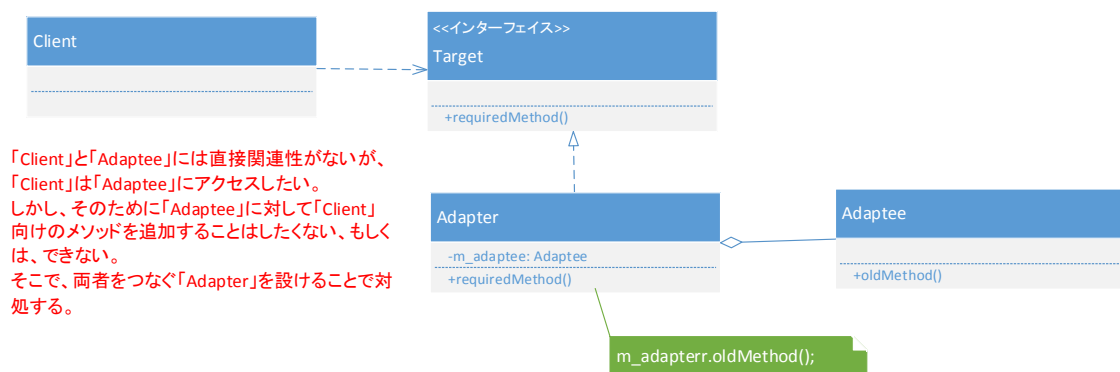 Client
<<インターフェイス>>
Target
+requiredMethod()
「Client」と「Adaptee」には直接関連性がないが、
「Client」は「Adaptee」にアクセスしたい。
しかし、そのために「Adaptee」に対して「Client」
向けのメソッドを追加することはしたくない、もしく
は、できない。
そこで、両者をつなぐ「Adapter」を設けることで対
処する。
Adapter
-m_adaptee: Adaptee
+requiredMethod()
Adaptee
+oldMethod()
m_adapterr.oldMethod();